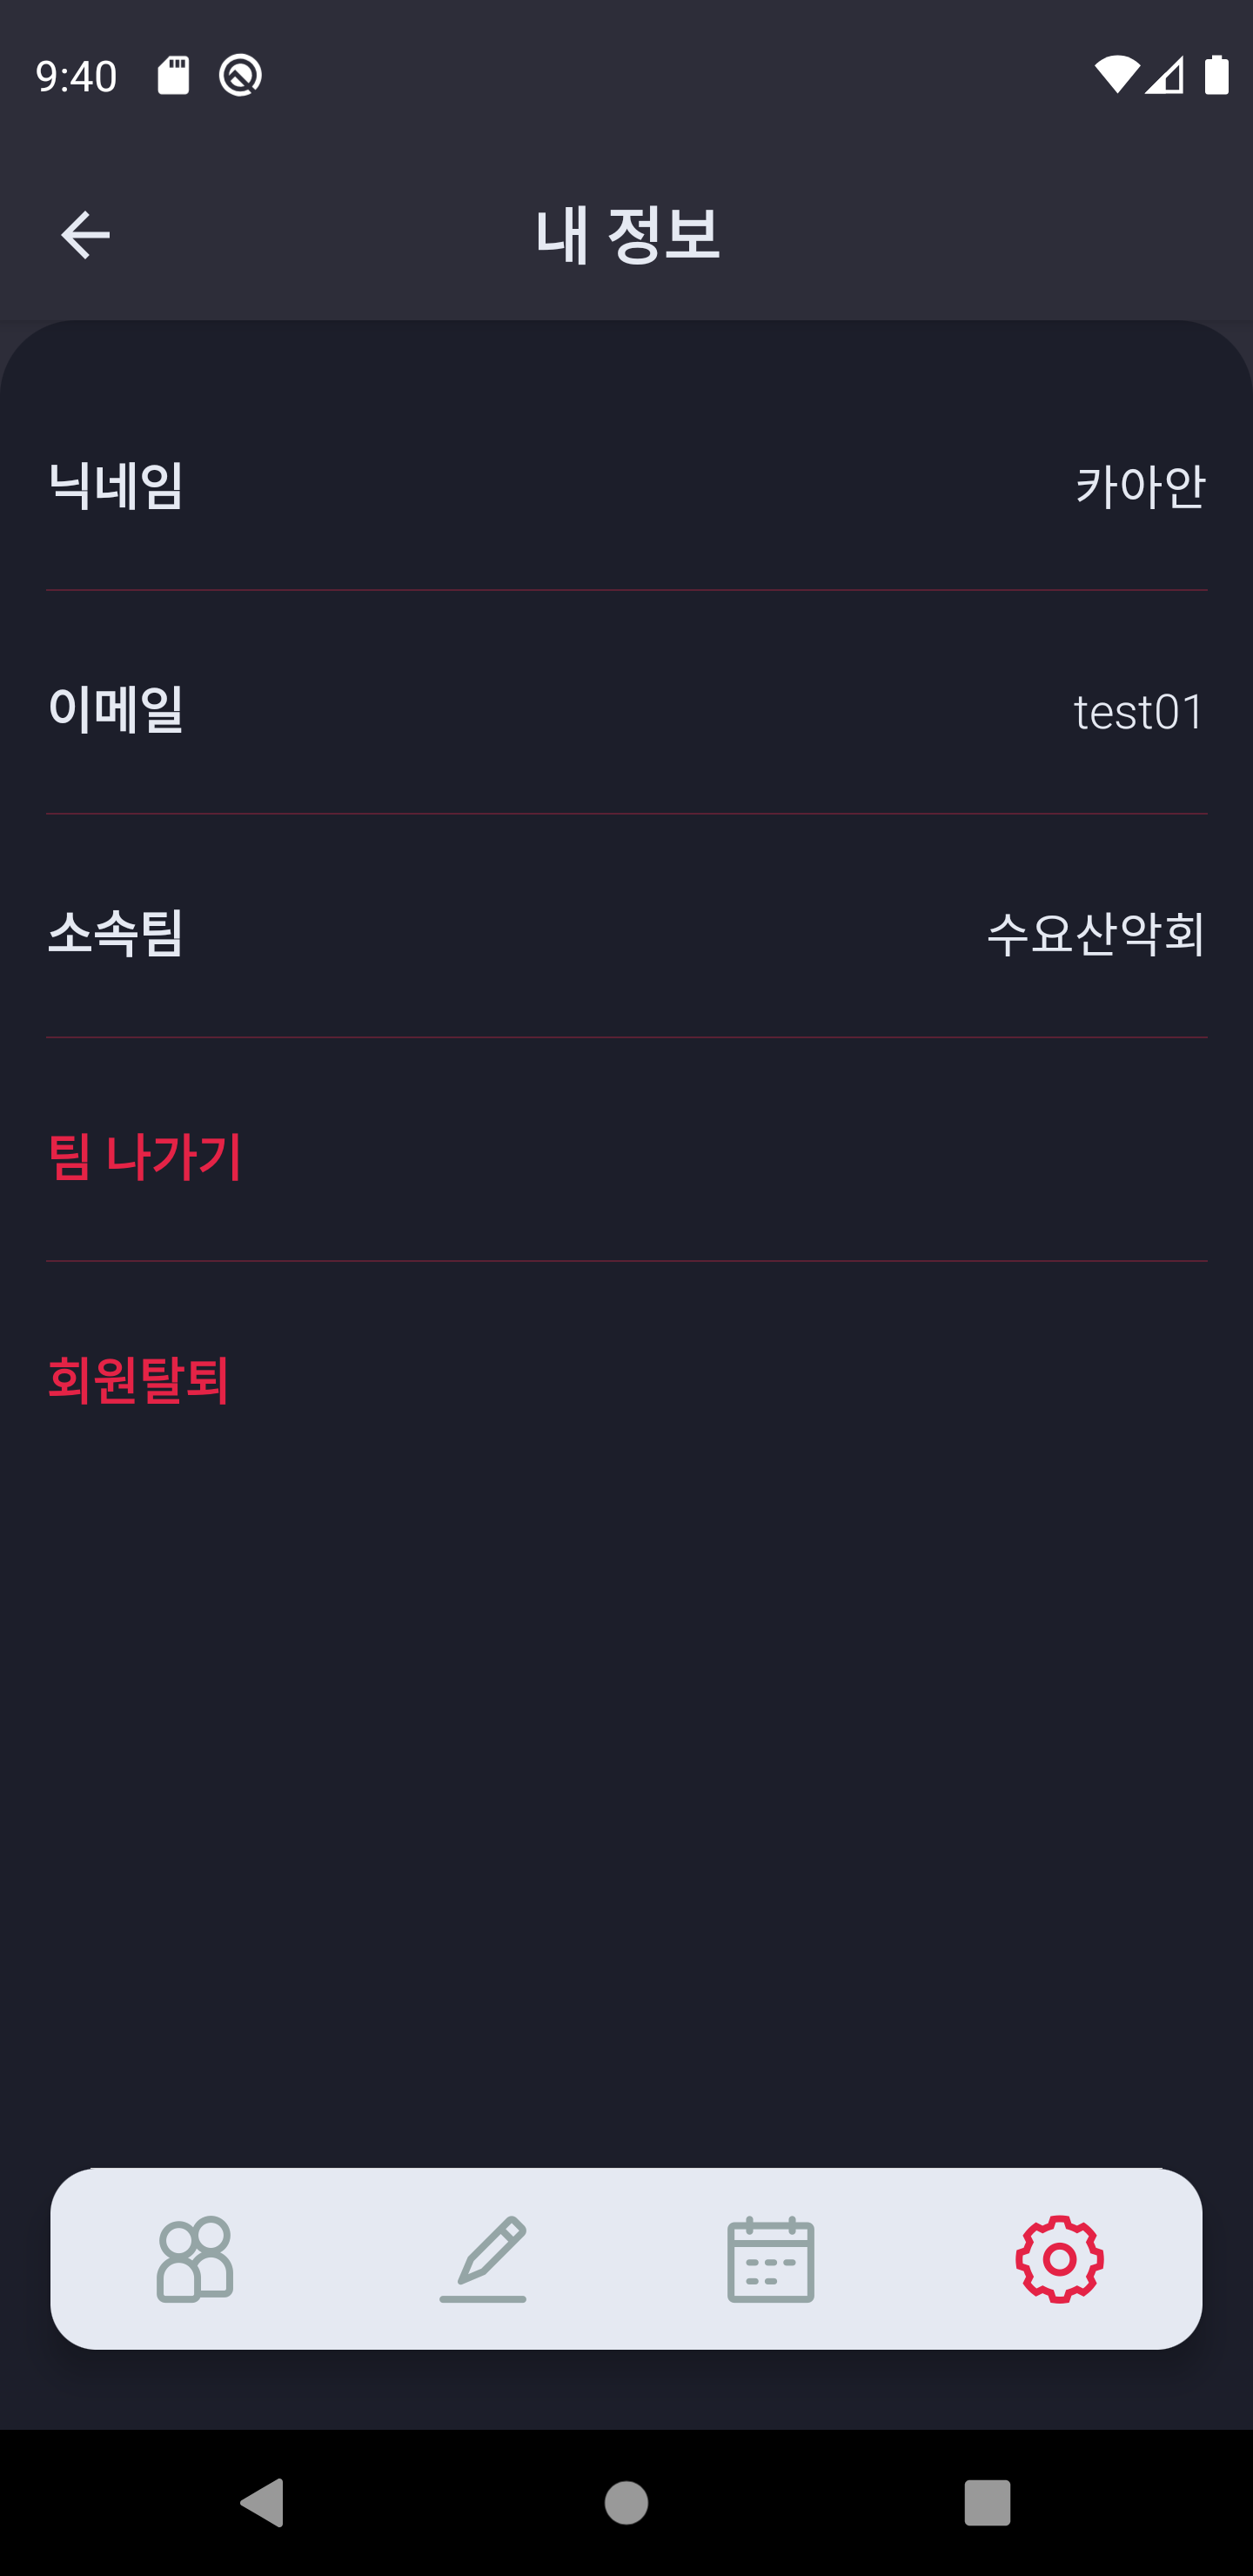 9:40
내 정보
닉네임 카아안
이메일 test01
소속팀 수요산악회
팀 나가기
회원탈퇴